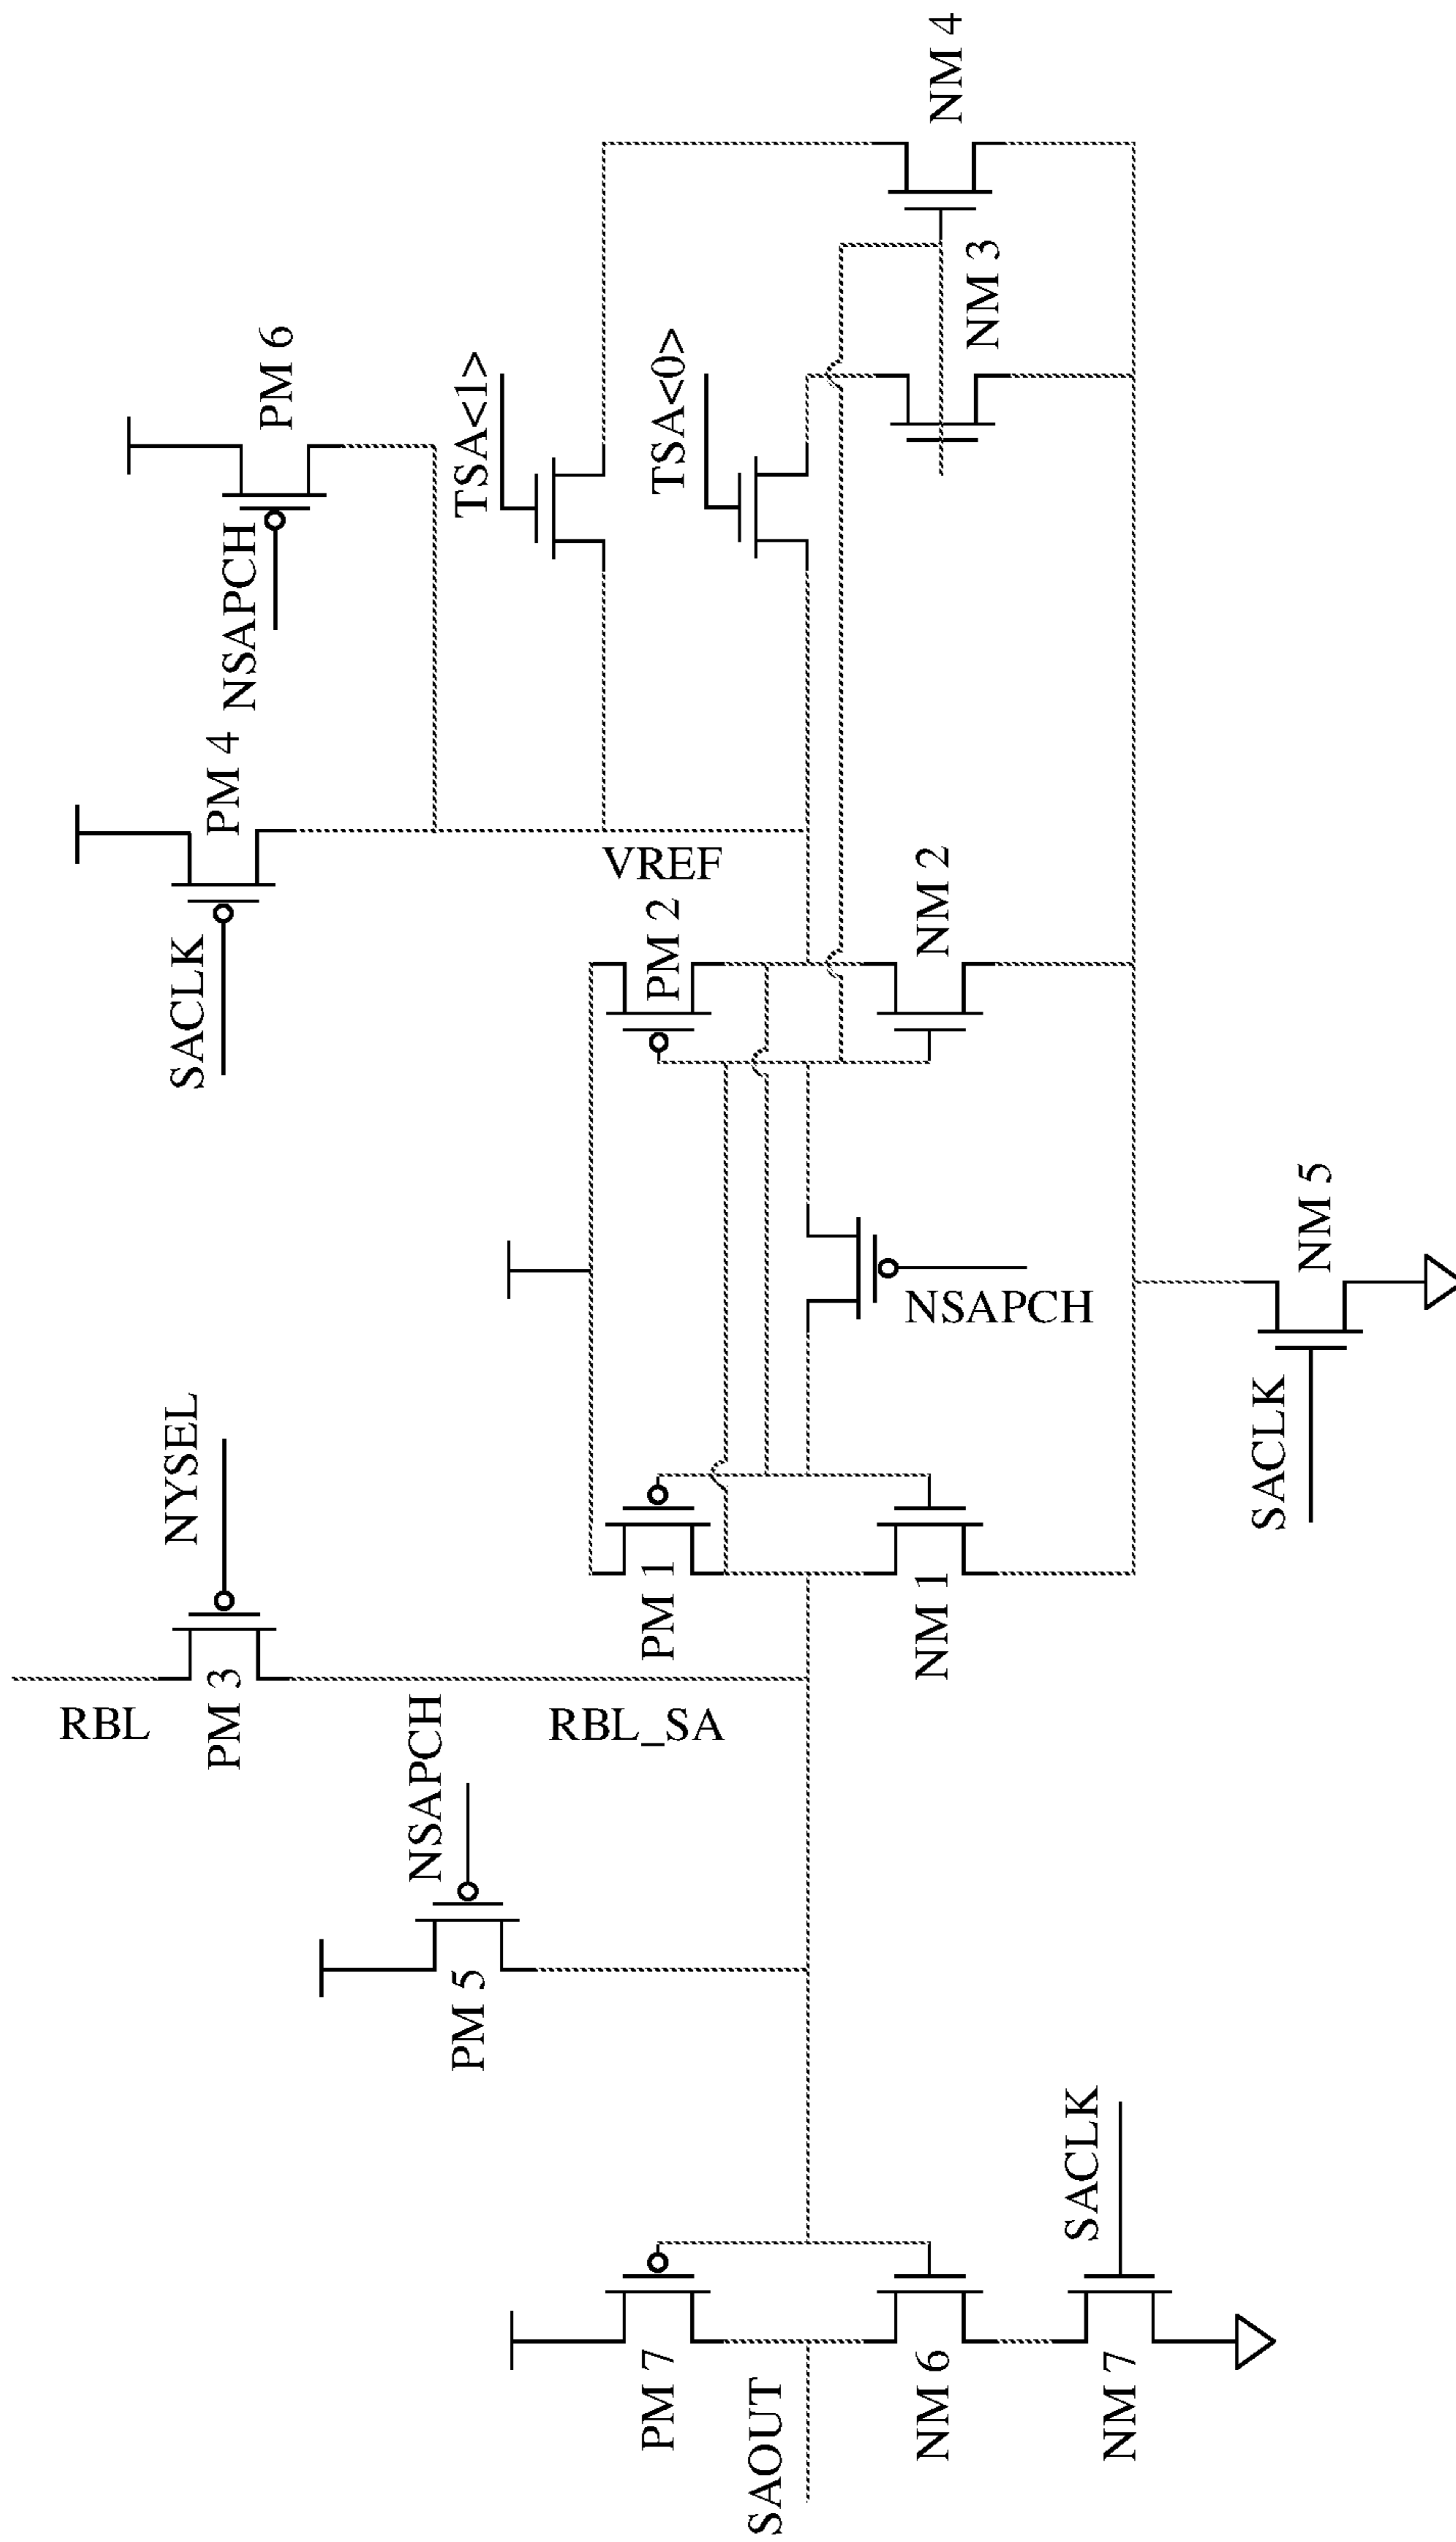 NM 4
PM 6
NM 3
TSA<1>
TSA<0>
NSAPCH
PM 4
VREF
SACLK
PM 2
NM 2
NM 5
NSAPCH
NYSEL
SACLK
PM 1
NM 1
PM 3
RBL
RBL_SA
NSAPCH
PM 5
SACLK
PM 7
NM 6
NM 7
SAOUT